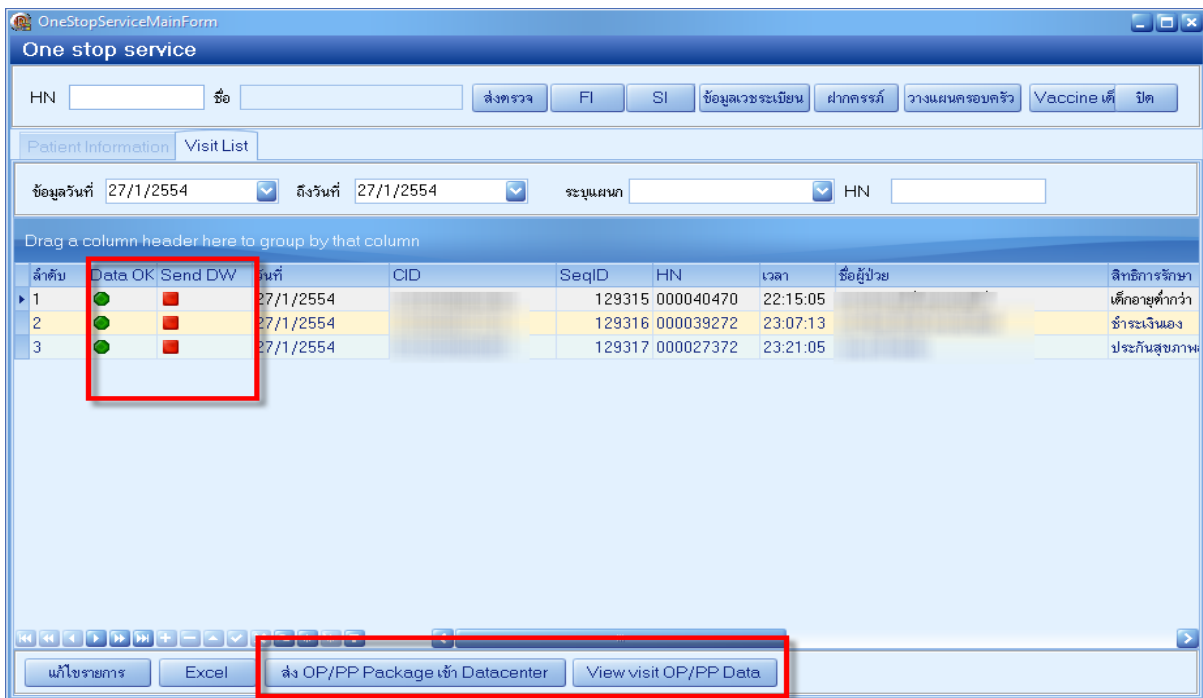 OneStopServiceMainForm
One stop service
HN ชื่อ ส่งตรวจ FI SI ข้อมูลเวชระเบียน ฝากครรภ์ วางแผนครอบครัว Vaccine เด็ ปิด
Patient Information Visit List
ข้อมูลวันที่ 27/1/2554 ถึงวันที่ 27/1/2554 ระบุแผนก HN
Drag a column header here to group by that column
ลำดับ Data OK Send DW วันที่ CID SeqID HN เวลา ชื่อผู้ป่วย สิทธิการรักษา
1 27/1/2554 129315 000040470 22:15:05 เด็กอายุต่ำกว่า
2 27/1/2554 129316 000039272 23:07:13 ชำระเงินเอง
3 27/1/2554 129317 000027372 23:21:05 ประกันสุขภาพ
แก้ไขรายการ Excel ส่ง OP/PP Package เข้า Datacenter View visit OP/PP Data